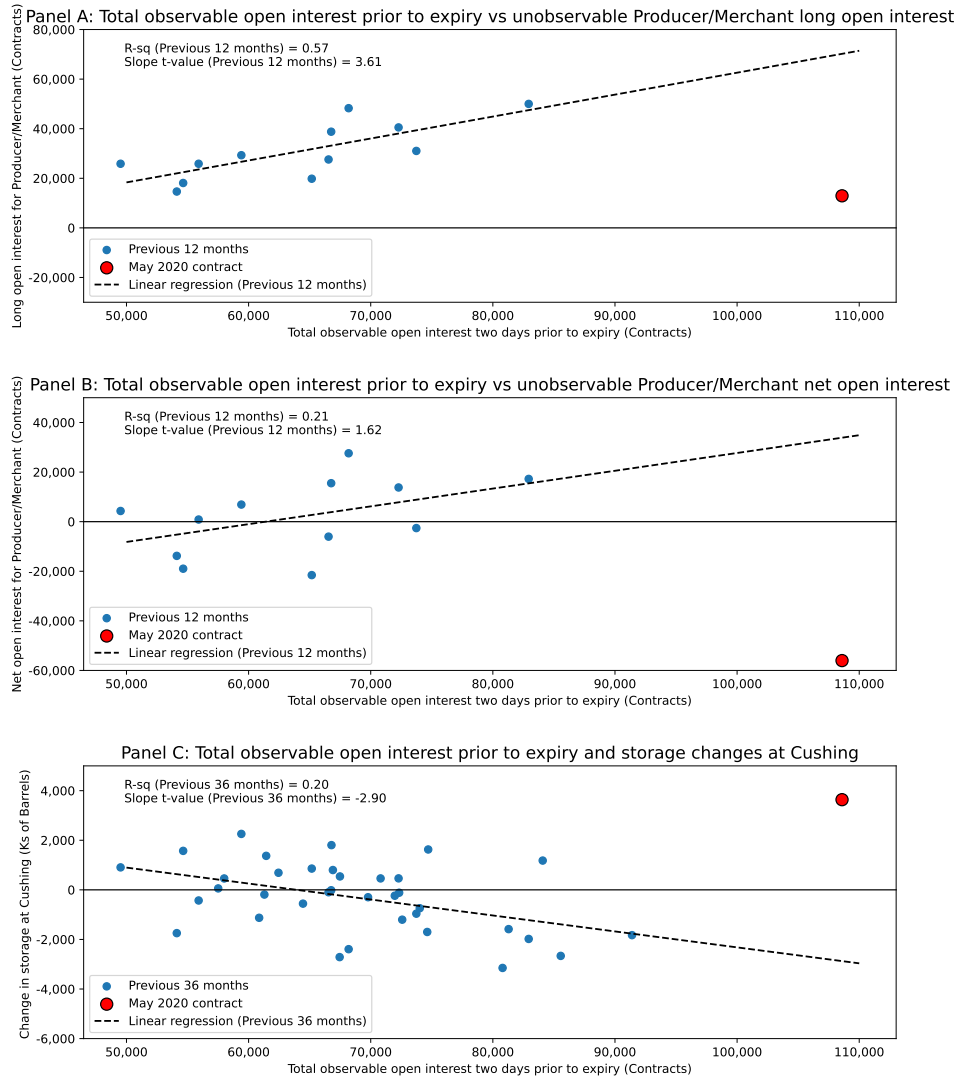 Panel A: Total observable open interest prior to expiry vs unobservable Producer/Merchant long open interest
Long open interest for Producer/Merchant (Contracts)
80,000
60,000
40,000
20,000
0
-20,000
R-sq (Previous 12 months) = 0.57
Slope t-value (Previous 12 months) = 3.61
Previous 12 months
May 2020 contract
Linear regression (Previous 12 months)
50,000 60,000 70,000 80,000 90,000 100,000 110,000
Total observable open interest two days prior to expiry (Contracts)
Panel B: Total observable open interest prior to expiry vs unobservable Producer/Merchant net open interest
Net open interest for Producer/Merchant (Contracts)
40,000
20,000
0
-20,000
-40,000
-60,000
R-sq (Previous 12 months) = 0.21
Slope t-value (Previous 12 months) = 1.62
Previous 12 months
May 2020 contract
Linear regression (Previous 12 months)
50,000 60,000 70,000 80,000 90,000 100,000 110,000
Total observable open interest two days prior to expiry (Contracts)
Panel C: Total observable open interest prior to expiry and storage changes at Cushing
Change in storage at Cushing (Ks of Barrels)
4,000
2,000
0
-2,000
-4,000
-6,000
R-sq (Previous 36 months) = 0.20
Slope t-value (Previous 36 months) = -2.90
Previous 36 months
May 2020 contract
Linear regression (Previous 36 months)
50,000 60,000 70,000 80,000 90,000 100,000 110,000
Total observable open interest two days prior to expiry (Contracts)